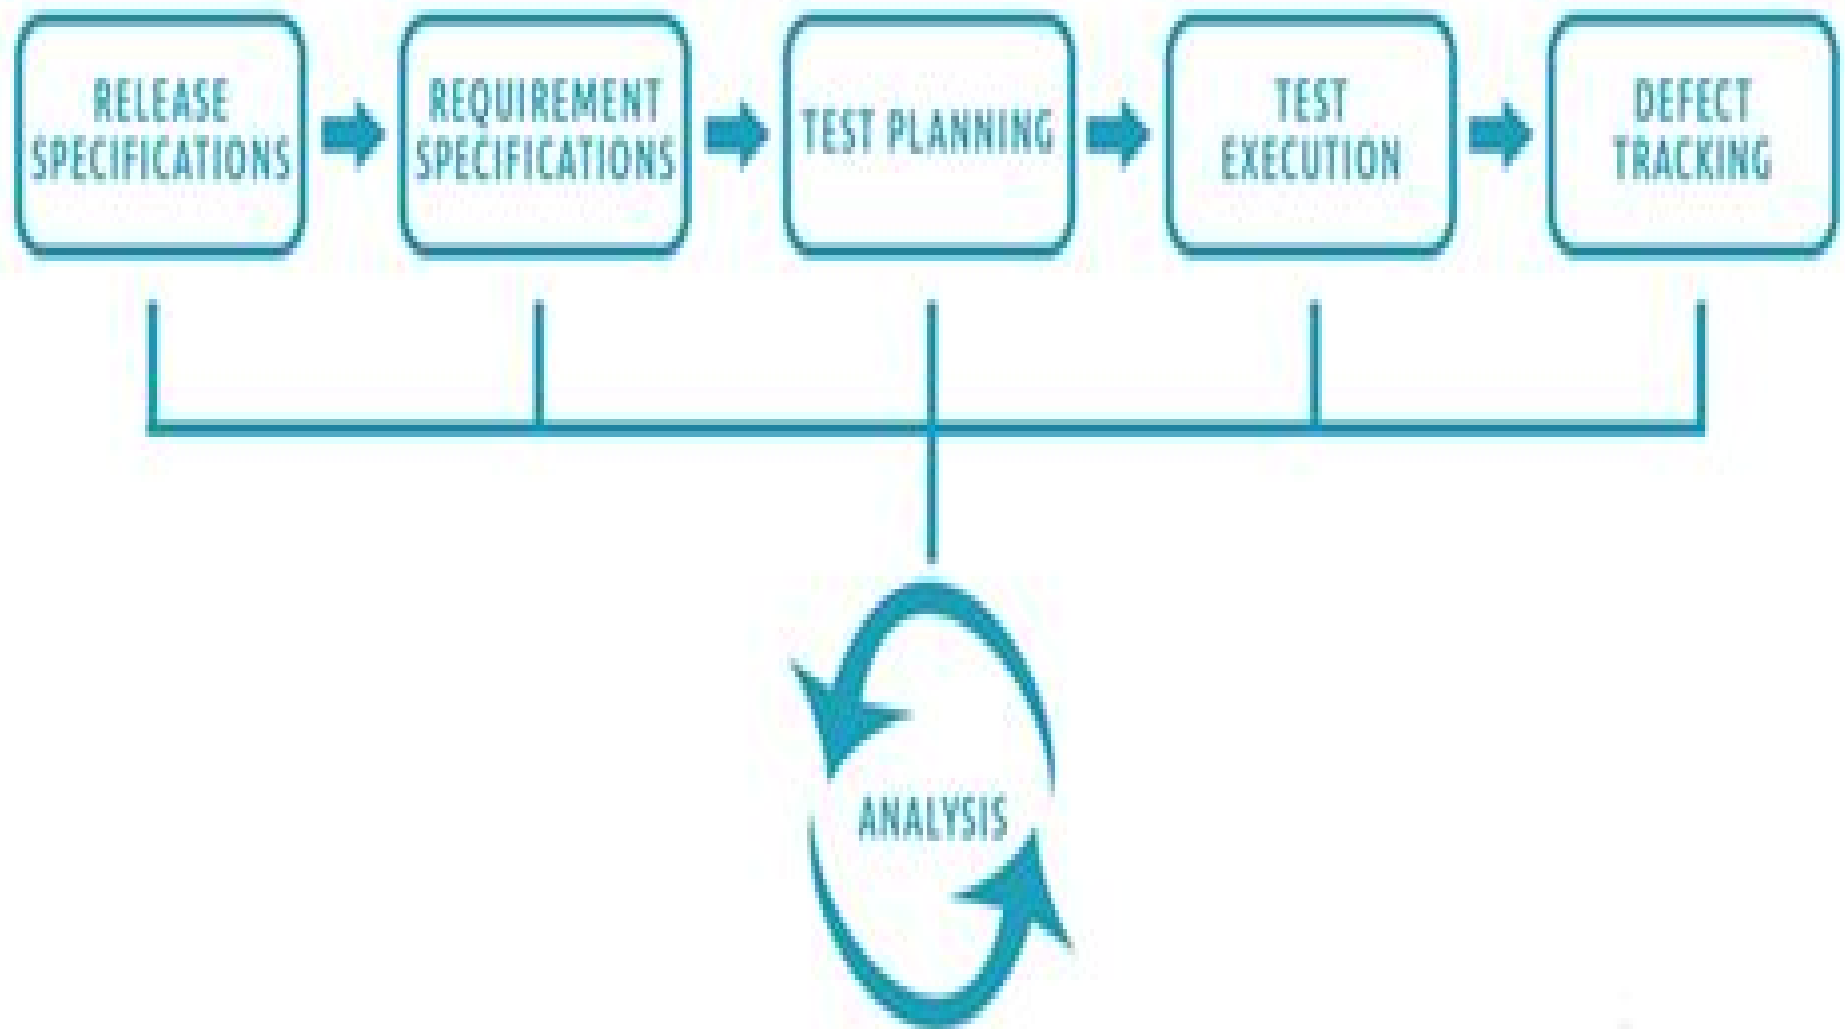 RELEASE
SPECIFICATIONS
REQUIREMENT
SPECIFICATIONS
TEST PLANNING
TEST
EXECUTION
DEFECT
TRACKING
ANALYSIS